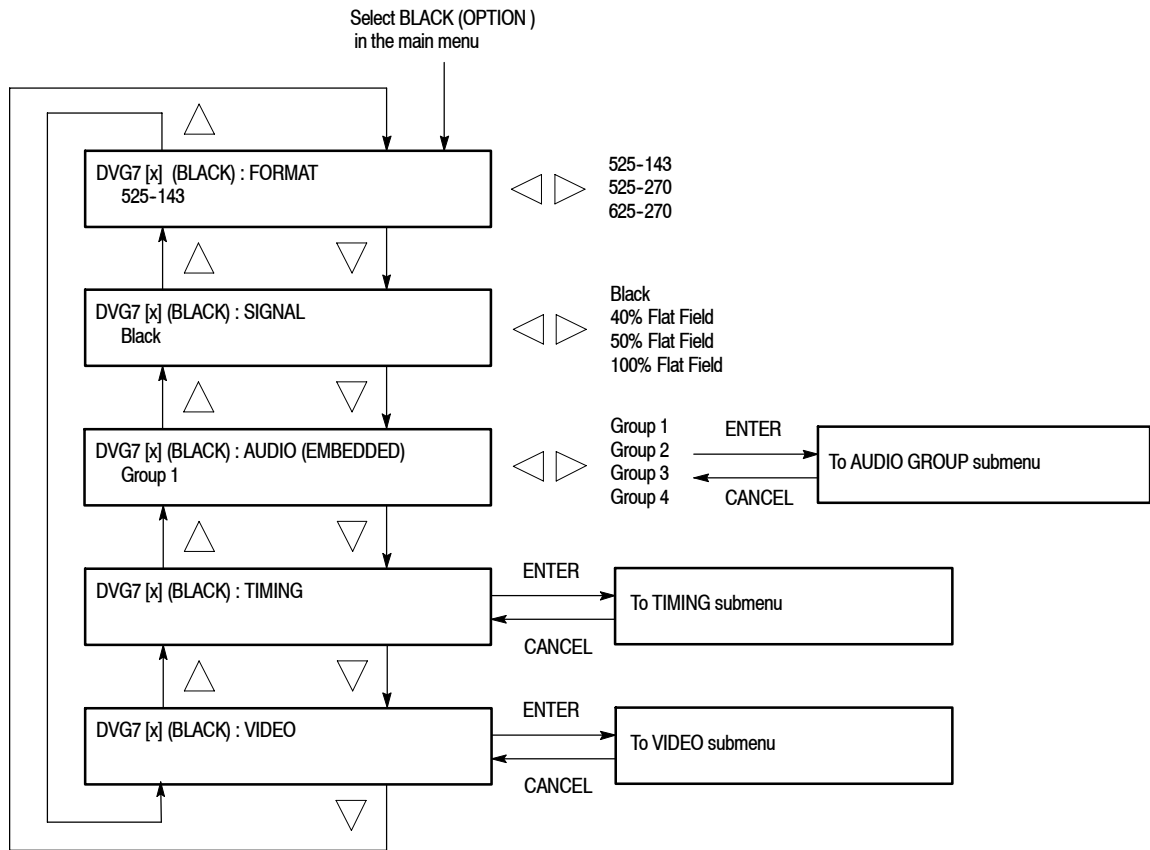 Select BLACK (OPTION )
in the main menu
DVG7 [x]  (BLACK) : FORMAT
525-143
525-143
525-270
625-270
DVG7 [x] (BLACK) : SIGNAL
Black
Black
40% Flat Field
50% Flat Field
100% Flat Field
DVG7 [x] (BLACK) : AUDIO (EMBEDDED)
Group 1
Group 1
Group 2
Group 3
Group 4
ENTER
CANCEL
To AUDIO GROUP submenu
DVG7 [x] (BLACK) : TIMING
ENTER
CANCEL
To TIMING submenu
DVG7 [x] (BLACK) : VIDEO
ENTER
CANCEL
To VIDEO submenu